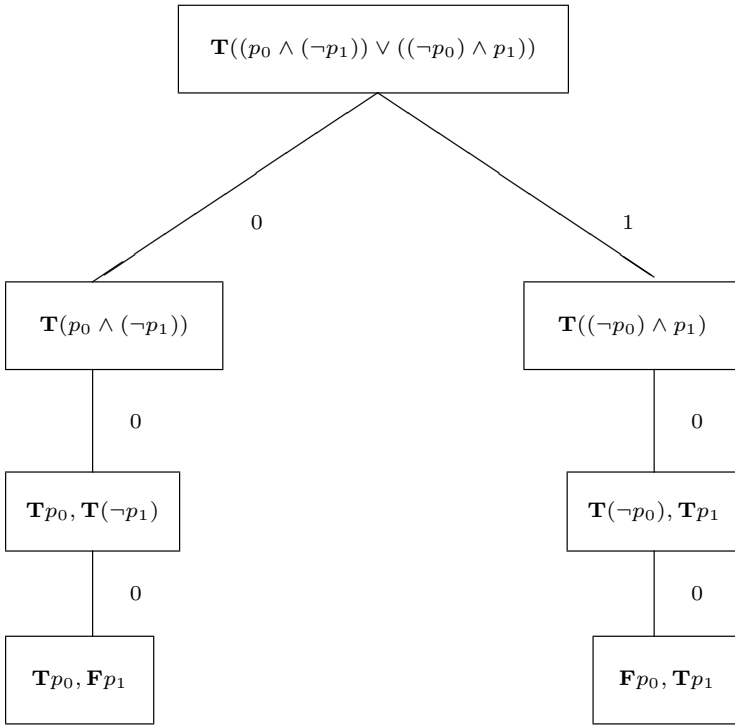 T((p₀ ∧ (¬p₁)) ∨ ((¬p₀) ∧ p₁))
0 1
T(p₀ ∧ (¬p₁)) T((¬p₀) ∧ p₁)
0 0
Tp₀, T(¬p₁) T(¬p₀), Tp₁
0 0
Tp₀, Fp₁ Fp₀, Tp₁